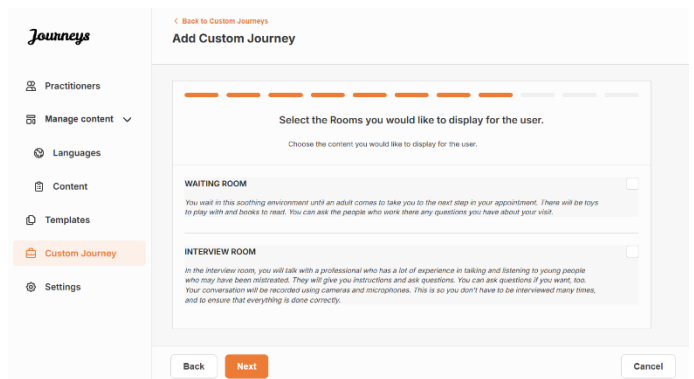 Journeys
Back to Custom Journeys
Add Custom Journey
Practitioners
Manage content
Languages
Content
Templates
Custom Journey
Settings
Select the Rooms you would like to display for the user.
Choose the content you would like to display for the user.
WAITING ROOM
You wait in this soothing environment until an adult comes to take you to the next step in your appointment. There will be toys
to play with and books to read. You can ask the people who work there any questions you have about your visit.
INTERVIEW ROOM
In the interview room, you will talk with a professional who has a lot of experience in talking and listening to young people
who may have been mistreated. They will give you instructions and ask questions. You can ask questions if you want, too.
Your conversation will be recorded using cameras and microphones. This is so you don't have to be interviewed many times,
and to ensure that everything is done correctly.
Back
Next
Cancel